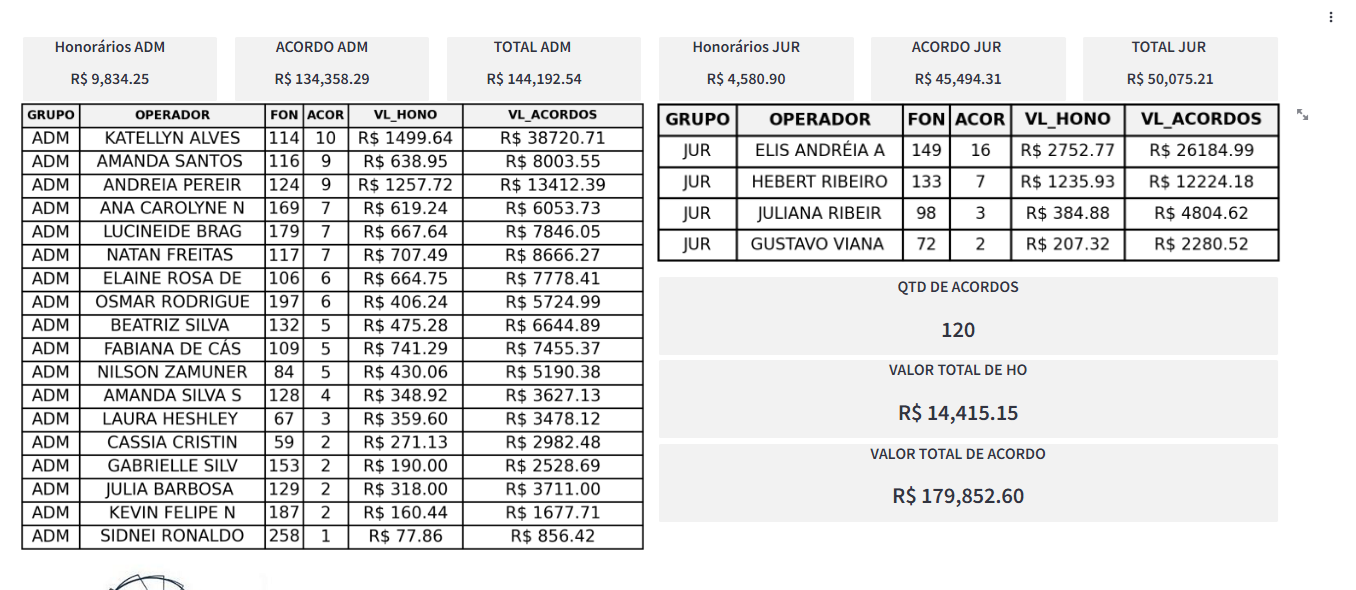 Honorários ADM
R$ 9,834.25
ACORDO ADM
R$ 134,358.29
TOTAL ADM
R$ 144,192.54
Honorários JUR
R$ 4,580.90
ACORDO JUR
R$ 45,494.31
TOTAL JUR
R$ 50,075.21
GRUPO OPERADOR FON ACOR VL_HONO VL_ACORDOS
ADM KATELLYN ALVES 114 10 R$ 1499.64 R$ 38720.71
ADM AMANDA SANTOS 116 9 R$ 638.95 R$ 8003.55
ADM ANDREIA PEREIR 124 9 R$ 1257.72 R$ 13412.39
ADM ANA CAROLYNE N 169 7 R$ 619.24 R$ 6053.73
ADM LUCINEIDE BRAG 179 7 R$ 667.64 R$ 7846.05
ADM NATAN FREITAS 117 7 R$ 707.49 R$ 8666.27
ADM ELAINE ROSA DE 106 6 R$ 664.75 R$ 7778.41
ADM OSMAR RODRIGUE 197 6 R$ 406.24 R$ 5724.99
ADM BEATRIZ SILVA 132 5 R$ 475.28 R$ 6644.89
ADM FABIANA DE CÁS 109 5 R$ 741.29 R$ 7455.37
ADM NILSON ZAMUNER 84 5 R$ 430.06 R$ 5190.38
ADM AMANDA SILVA S 128 4 R$ 348.92 R$ 3627.13
ADM LAURA HESHLEY 67 3 R$ 359.60 R$ 3478.12
ADM CASSIA CRISTIN 59 2 R$ 271.13 R$ 2982.48
ADM GABRIELLE SILV 153 2 R$ 190.00 R$ 2528.69
ADM JULIA BARBOSA 129 2 R$ 318.00 R$ 3711.00
ADM KEVIN FELIPE N 187 2 R$ 160.44 R$ 1677.71
ADM SIDNEI RONALDO 258 1 R$ 77.86 R$ 856.42
GRUPO OPERADOR FON ACOR VL_HONO VL_ACORDOS
JUR ELIS ANDRÉIA A 149 16 R$ 2752.77 R$ 26184.99
JUR HEBERT RIBEIRO 133 7 R$ 1235.93 R$ 12224.18
JUR JULIANA RIBEIR 98 3 R$ 384.88 R$ 4804.62
JUR GUSTAVO VIANA 72 2 R$ 207.32 R$ 2280.52
QTD DE ACORDOS
120
VALOR TOTAL DE HO
R$ 14,415.15
VALOR TOTAL DE ACORDO
R$ 179,852.60